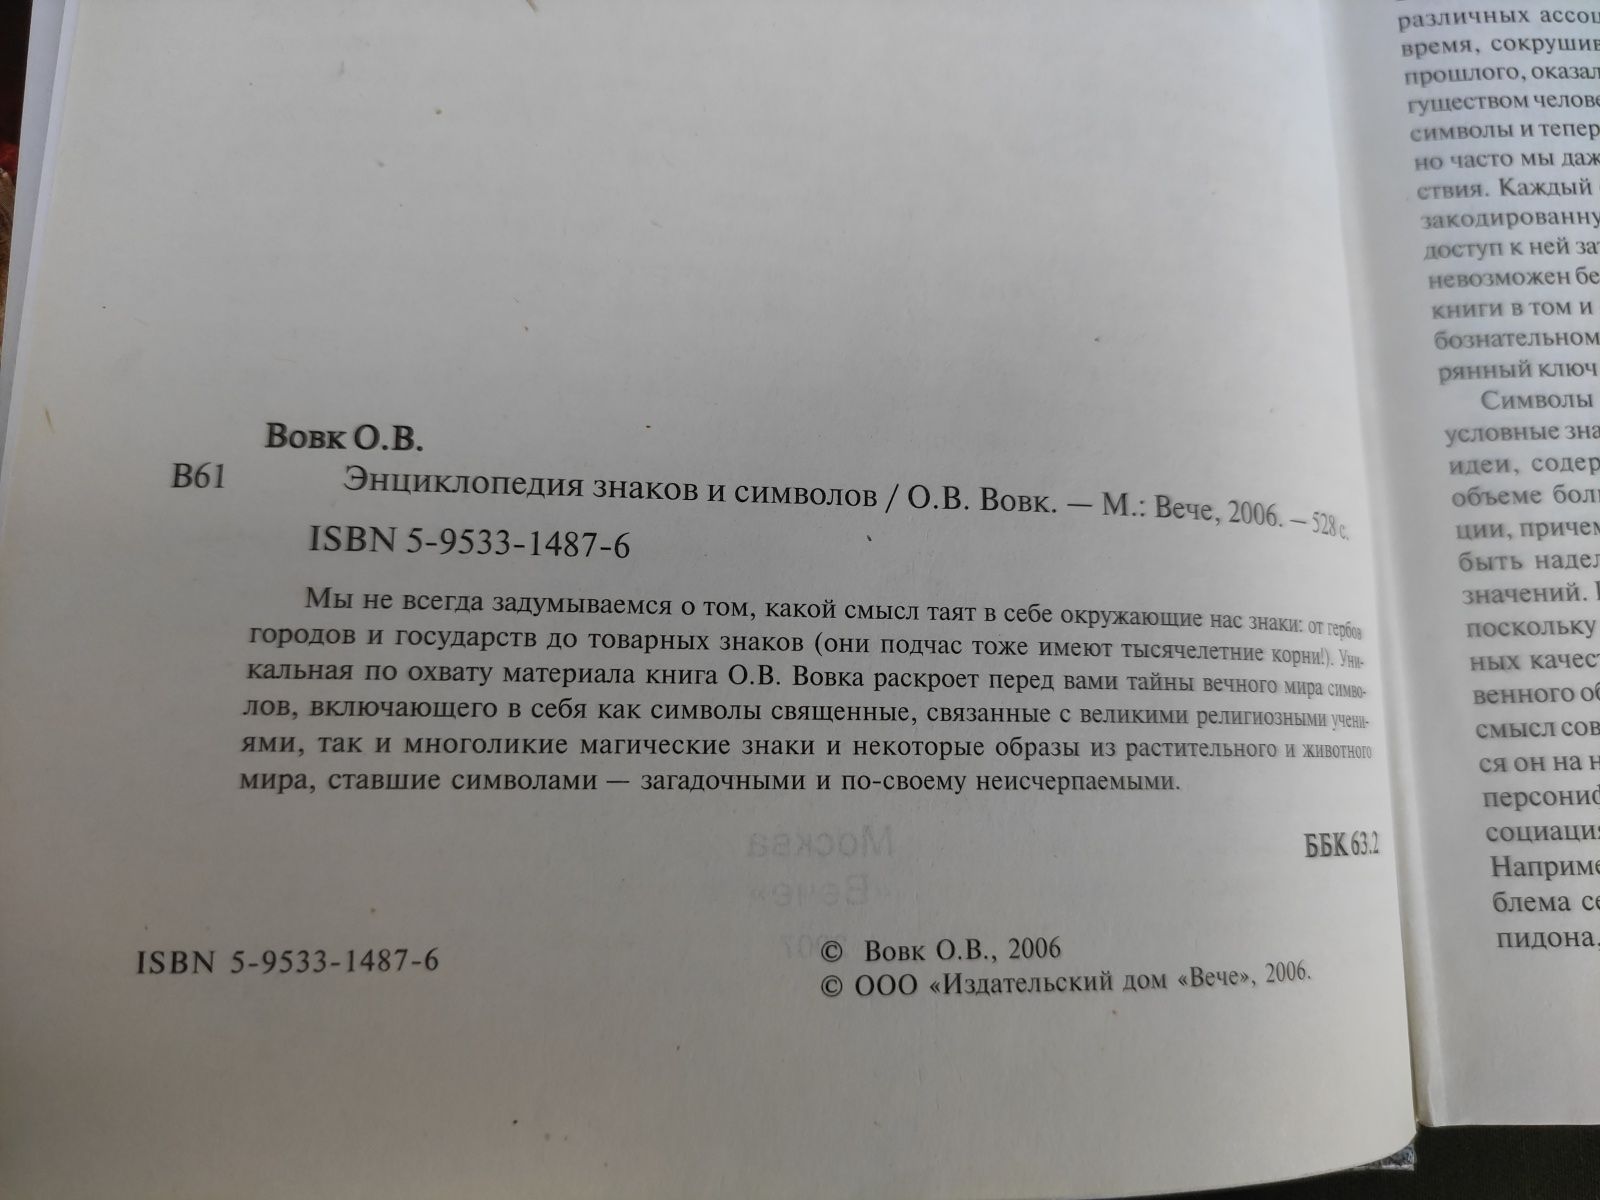 Вовк О.В.
В61 Энциклопедия знаков и символов / О.В. Вовк. — М.: Вече, 2006. – 528 с.
ISBN 5-9533-1487-6
Мы не всегда задумываемся о том, какой смысл таят в себе окружающие нас знаки: от гербов
городов и государств до товарных знаков (они подчас тоже имеют тысячелетние корни!). Уни-
кальная по охвату материала книга О.В. Вовка раскроет перед вами тайны вечного мира симво-
лов, включающего в себя как символы священные, связанные с великими религиозными учени-
ями, так и многоликие магические знаки и некоторые образы из растительного и животного
мира, ставшие символами — загадочными и по-своему неисчерпаемыми.
ББК 63.2
ISBN 5-9533-1487-6
© Вовк О.В., 2006
© ООО «Издательский дом «Вече», 2006.
Москва
«Вече»
2007
различных ассоц
время, сокрушив
прошлого, оказал
гуществом челове
символы и тепер
но часто мы даж
ствия. Каждый
закодированну
доступ к ней за
невозможен бе
книги в том и
бознательном
рянный ключ
Символы
условные зна
идеи, содер
объеме бол
ции, причем
быть надел
значений.
поскольку
ных качест
венного об
смысл сов
ся он на н
персониф
социация
Наприме
блема се
пидона,